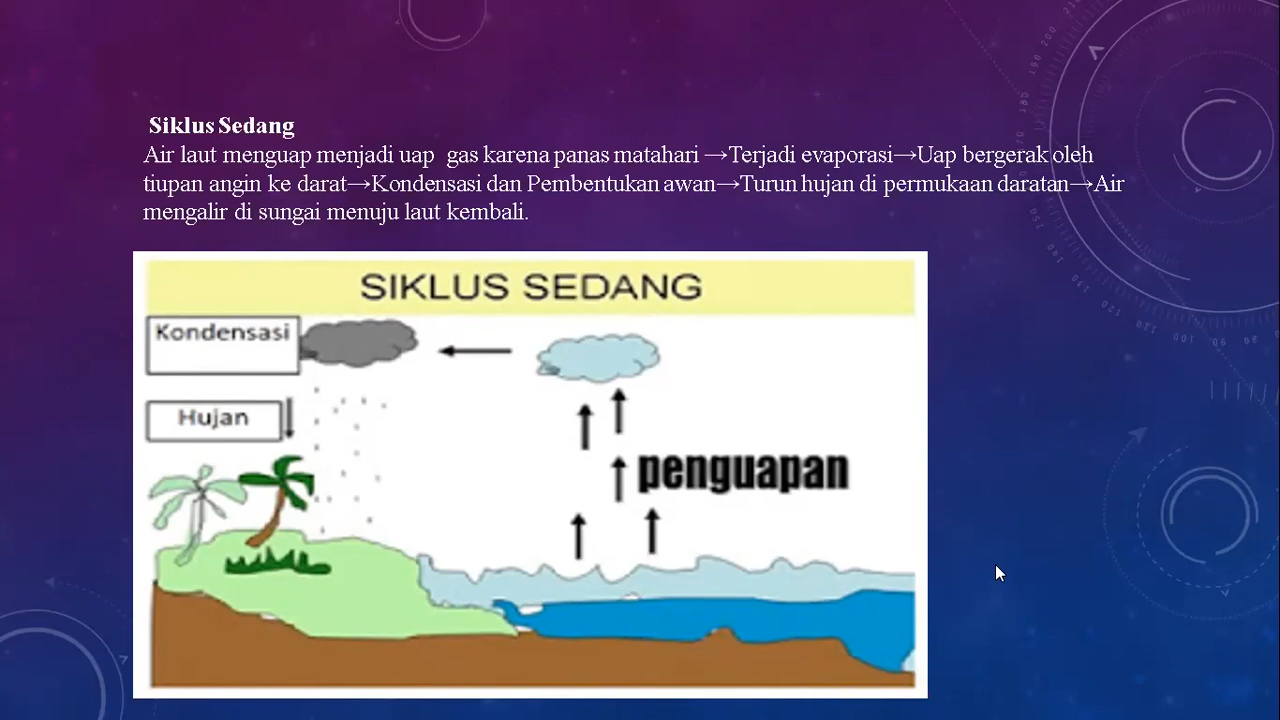 Siklus Sedang
Air laut menguap menjadi uap gas karena panas matahari →Terjadi evaporasi→Uap bergerak oleh
tiupan angin ke darat→Kondensasi dan Pembentukan awan→Turun hujan di permukaan daratan→Air
mengalir di sungai menuju laut kembali.
SIKLUS SEDANG
Kondensasi
Hujan
penguapan